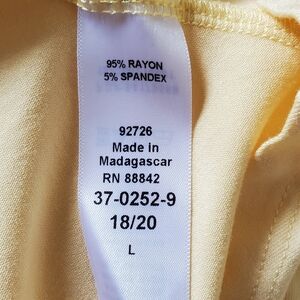 95% RAYON
5% SPANDEX
92726
Made in
Madagascar
RN 88842
37-0252-9
18/20
L